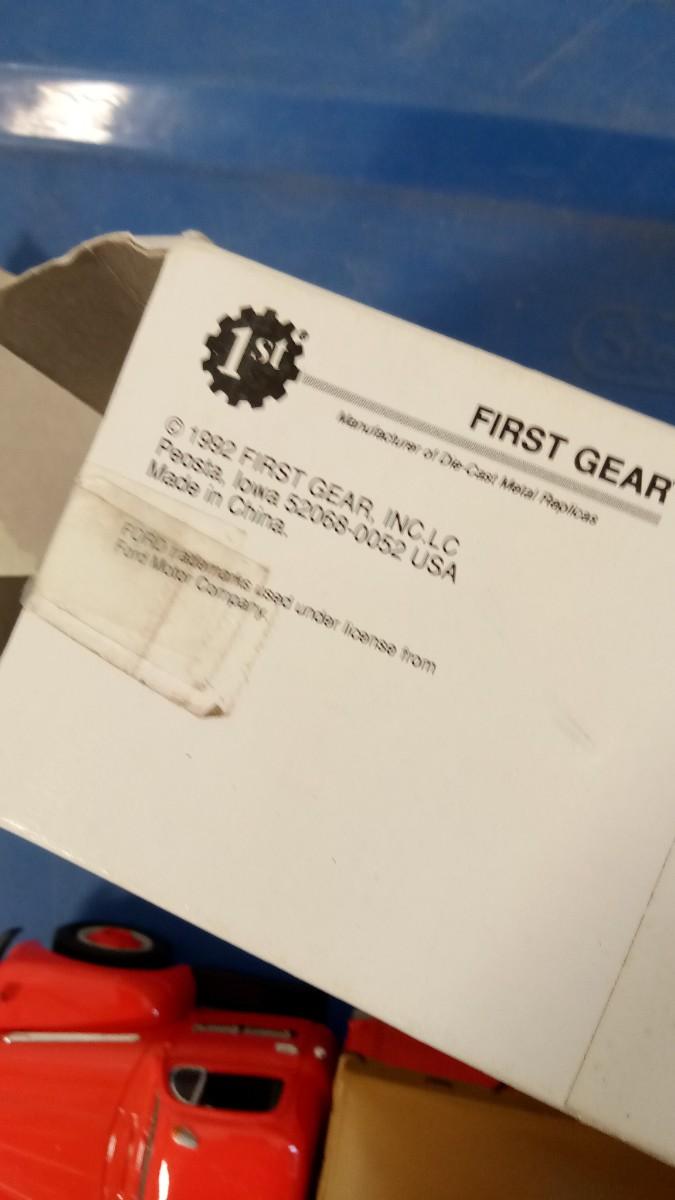 1st®
FIRST GEAR
Manufacturer of Die-Cast Metal Replicas
© 1992 FIRST GEAR, INC.LC
Peosta, Iowa 52068-0052 USA
Made in China.
FORD trademarks used under license from
Ford Motor Company.